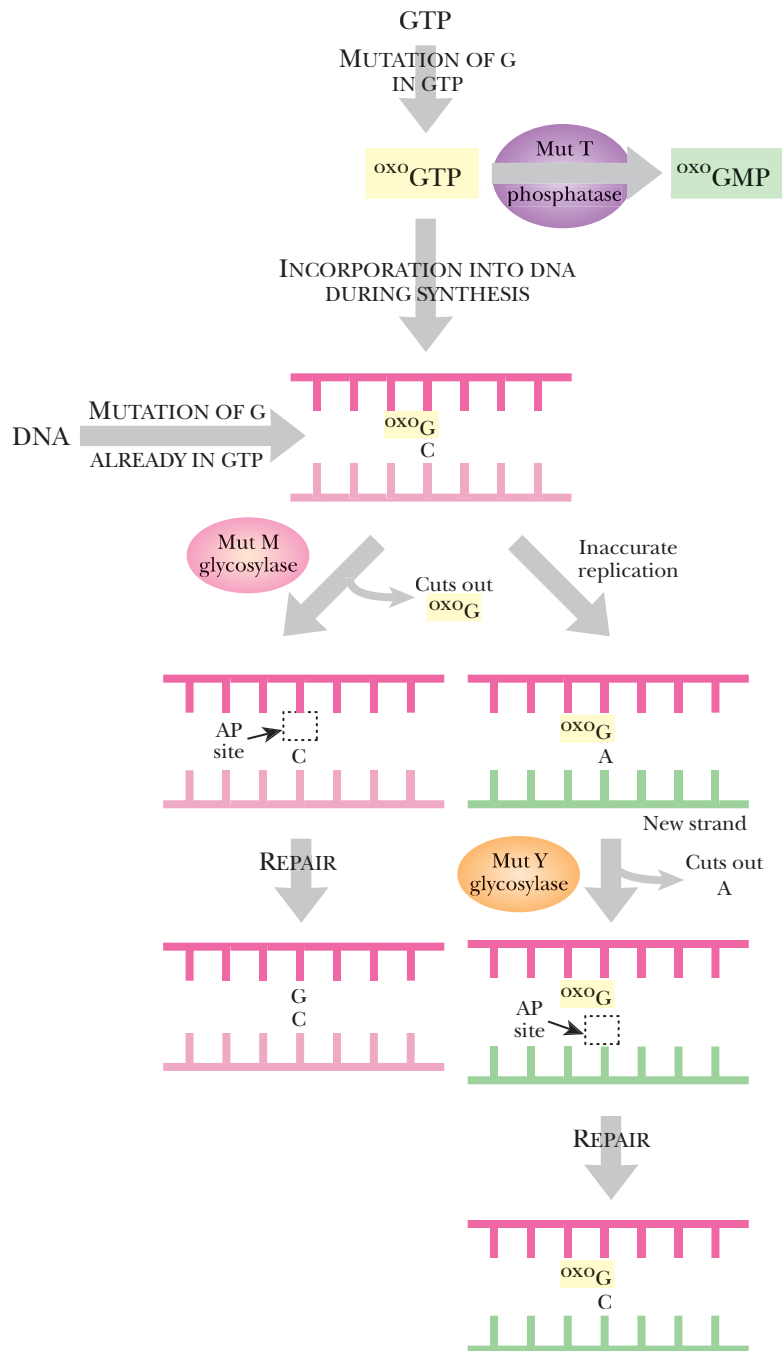 GTP
MUTATION OF G
IN GTP
oxoGTP
Mut T
phosphatase
oxoGMP
INCORPORATION INTO DNA
DURING SYNTHESIS
DNA
MUTATION OF G
ALREADY IN GTP
oxoG
C
Mut M
glycosylase
Cuts out
oxoG
Inaccurate
replication
AP
site
C
oxoG
A
New strand
REPAIR
Mut Y
glycosylase
Cuts out
A
G
C
oxoG
AP
site
REPAIR
oxoG
C